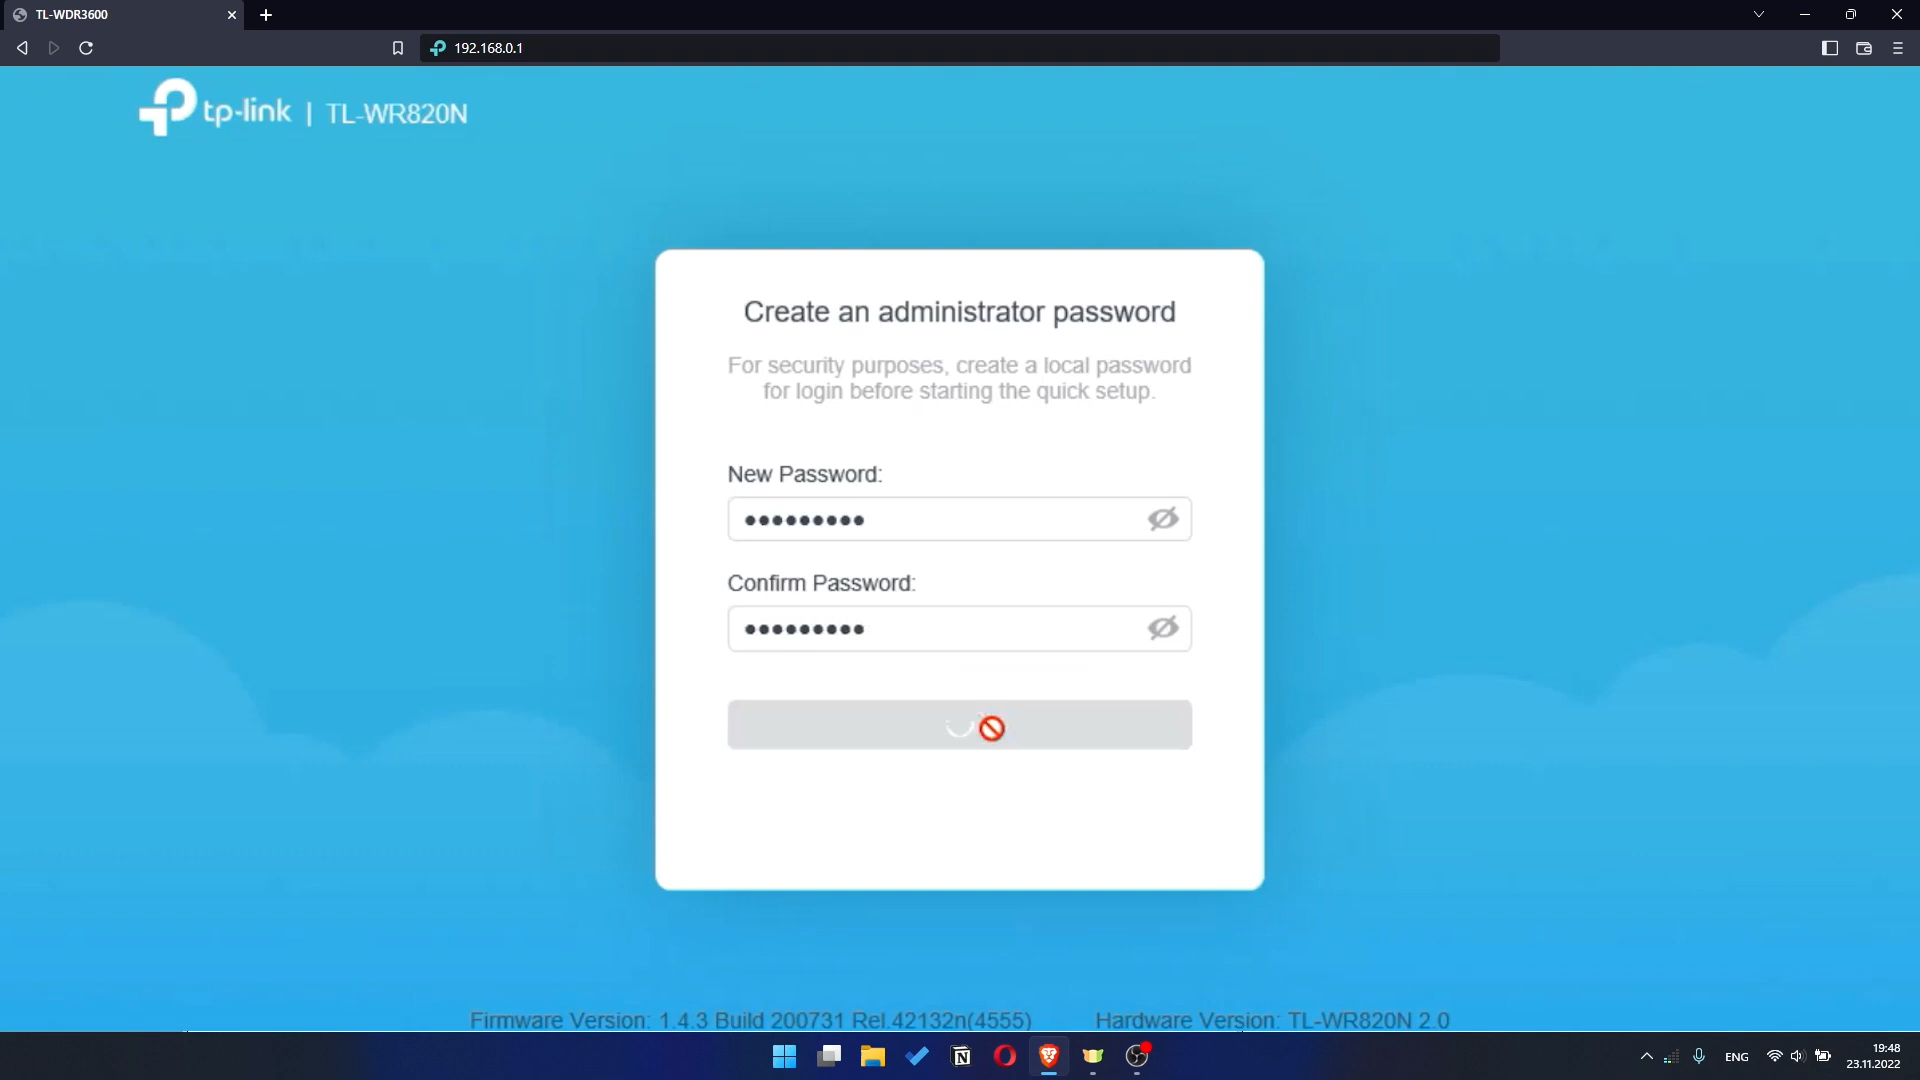 TL-WDR3600
192.168.0.1
tp-link | TL-WR820N
Create an administrator password
For security purposes, create a local password
for login before starting the quick setup.
New Password:
•••••••••
Confirm Password:
•••••••••
Firmware Version: 1.4.3 Build 200731 Rel.42132n(4555) Hardware Version: TL-WR820N 2.0
ENG
19:48
23.11.2022